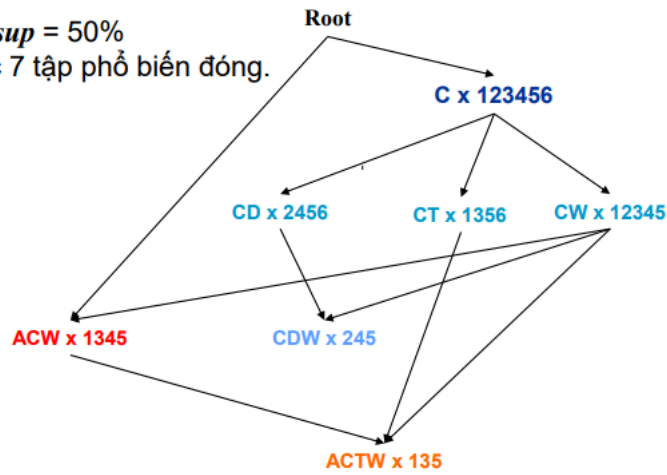 Root
sup = 50%
7 tập phổ biến đóng.
C x 123456
CD x 2456
CT x 1356
CW x 12345
ACW x 1345
CDW x 245
ACTW x 135